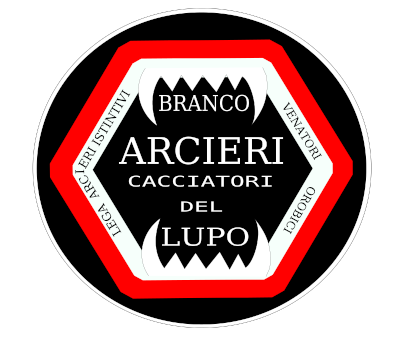 BRANCO
ARCIERI
CACCIATORI
DEL
LUPO
LEGA ARCIERI ISTINTIVI
VENATORI OROBICI